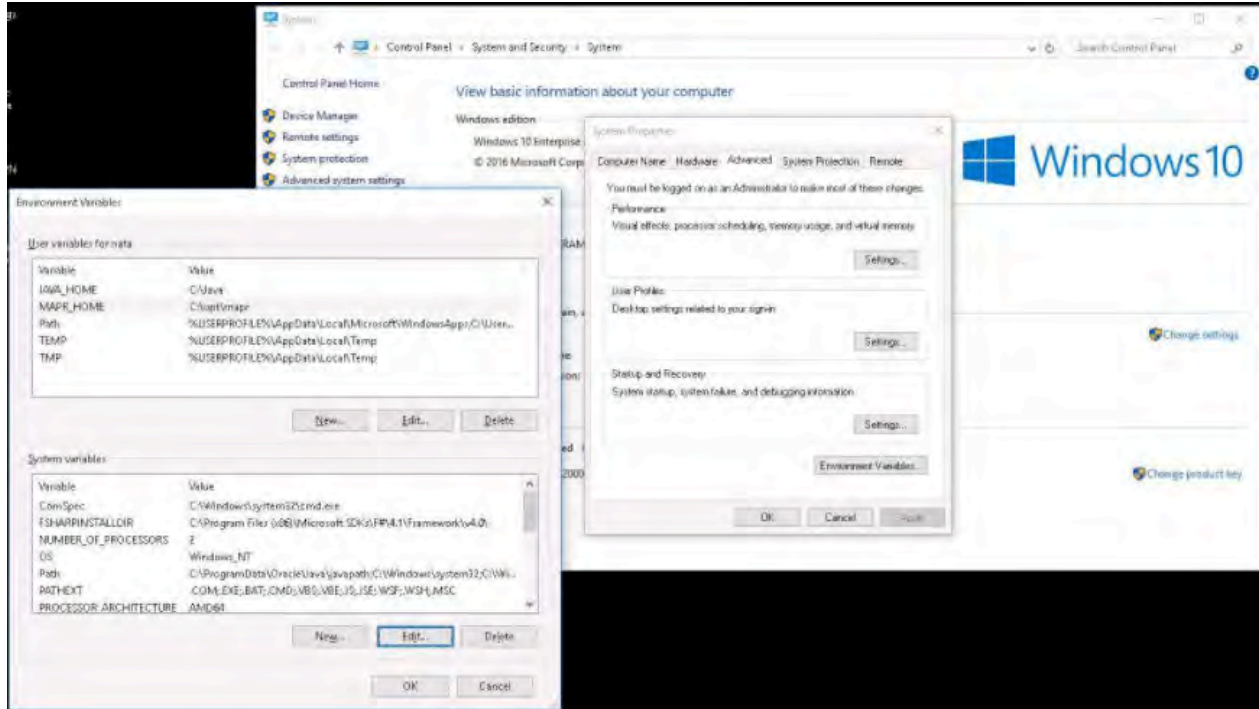 System
Control Panel › System and Security › System
Search Control Panel
Control Panel Home
Device Manager
Remote settings
System protection
Advanced system settings
View basic information about your computer
Windows edition
Windows 10 Enterprise
© 2016 Microsoft Corp
Windows 10
Change settings
Change product key
System Properties
Computer Name Hardware Advanced System Protection Remote
You must be logged on as an Administrator to make most of these changes.
Performance
Visual effects, processor scheduling, memory usage, and virtual memory
Settings...
User Profiles
Desktop settings related to your sign-in
Settings...
Startup and Recovery
System startup, system failure, and debugging information
Settings...
Environment Variables...
OK Cancel Apply
Environment Variables
User variables for nata
Variable Value
JAVA_HOME C:\Java
MAPR_HOME C:\opt\mapr
Path %USERPROFILE%\AppData\Local\Microsoft\WindowsApps;C:\User...
TEMP %USERPROFILE%\AppData\Local\Temp
TMP %USERPROFILE%\AppData\Local\Temp
New... Edit... Delete
System variables
Variable Value
ComSpec C:\Windows\system32\cmd.exe
FSHARPINSTALLDIR C:\Program Files (x86)\Microsoft SDKs\F#\4.1\Framework\v4.0\
NUMBER_OF_PROCESSORS 2
OS Windows_NT
Path C:\ProgramData\Oracle\Java\javapath;C:\Windows\system32;C:\Wi...
PATHEXT .COM;.EXE;.BAT;.CMD;.VBS;.VBE;.JS;.JSE;.WSF;.WSH;.MSC
PROCESSOR_ARCHITECTURE AMD64
New... Edit... Delete
OK Cancel